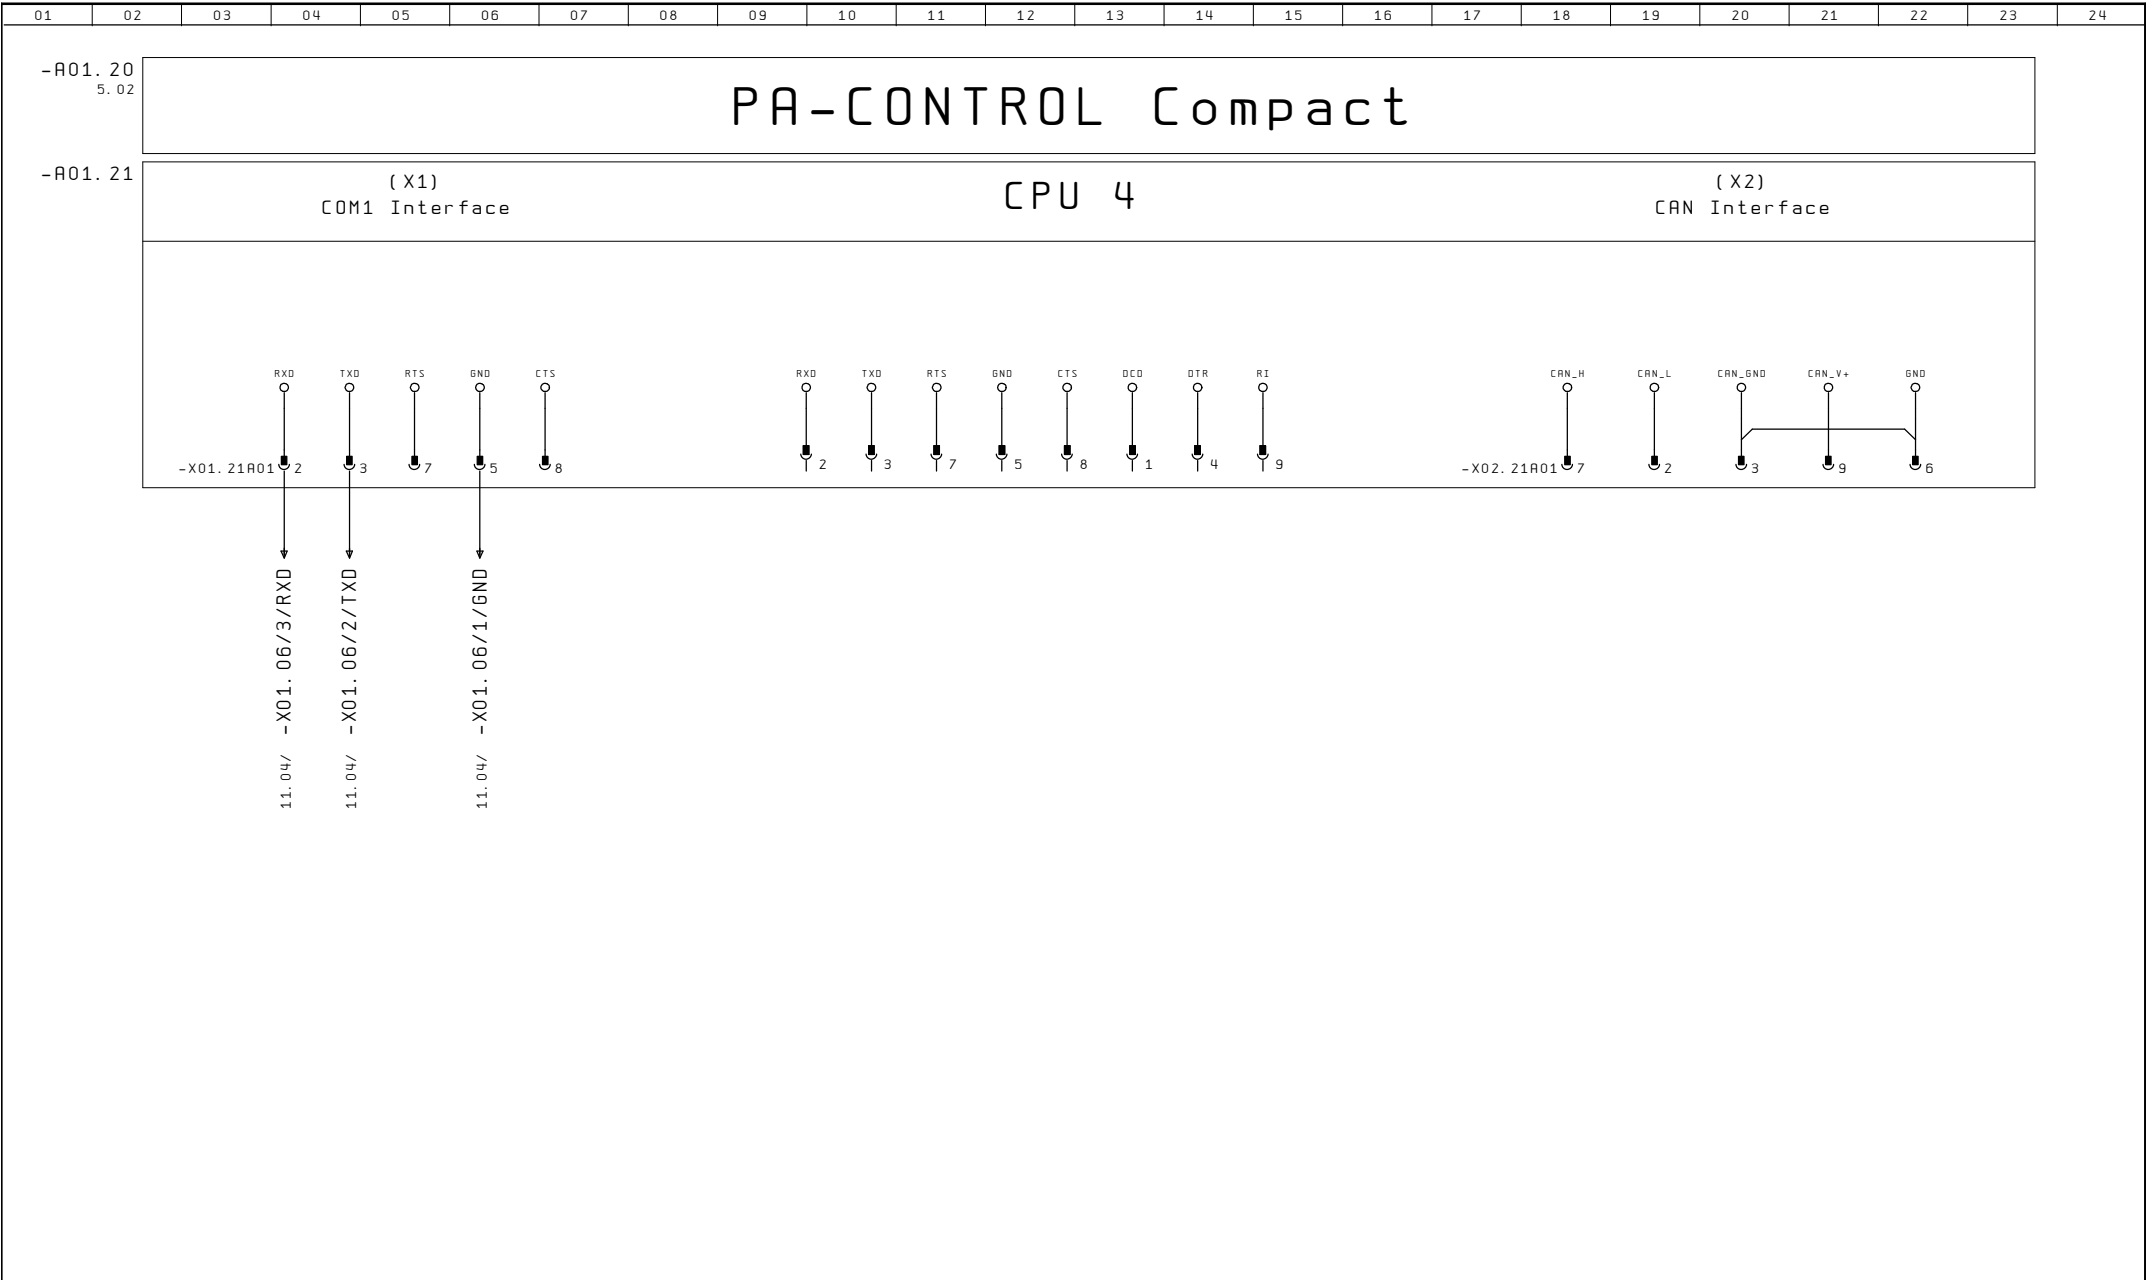 01 02 03 04 05 06 07 08 09 10 11 12 13 14 15 16 17 18 19 20 21 22 23 24
-A01.20
5.02
PA-CONTROL Compact
-A01.21
(X1)
COM1 Interface
CPU 4
(X2)
CAN Interface
RXD TXD RTS GND CTS
-X01.21A01 2 3 7 5 8
RXD TXD RTS GND CTS DCD DTR RI
2 3 7 5 8 1 4 9
CAN_H CAN_L CAN_GND CAN_V+ GND
-X02.21A01 7 2 3 9 6
11.04/ -X01.06/3/RXD
11.04/ -X01.06/2/TXD
11.04/ -X01.06/1/GND